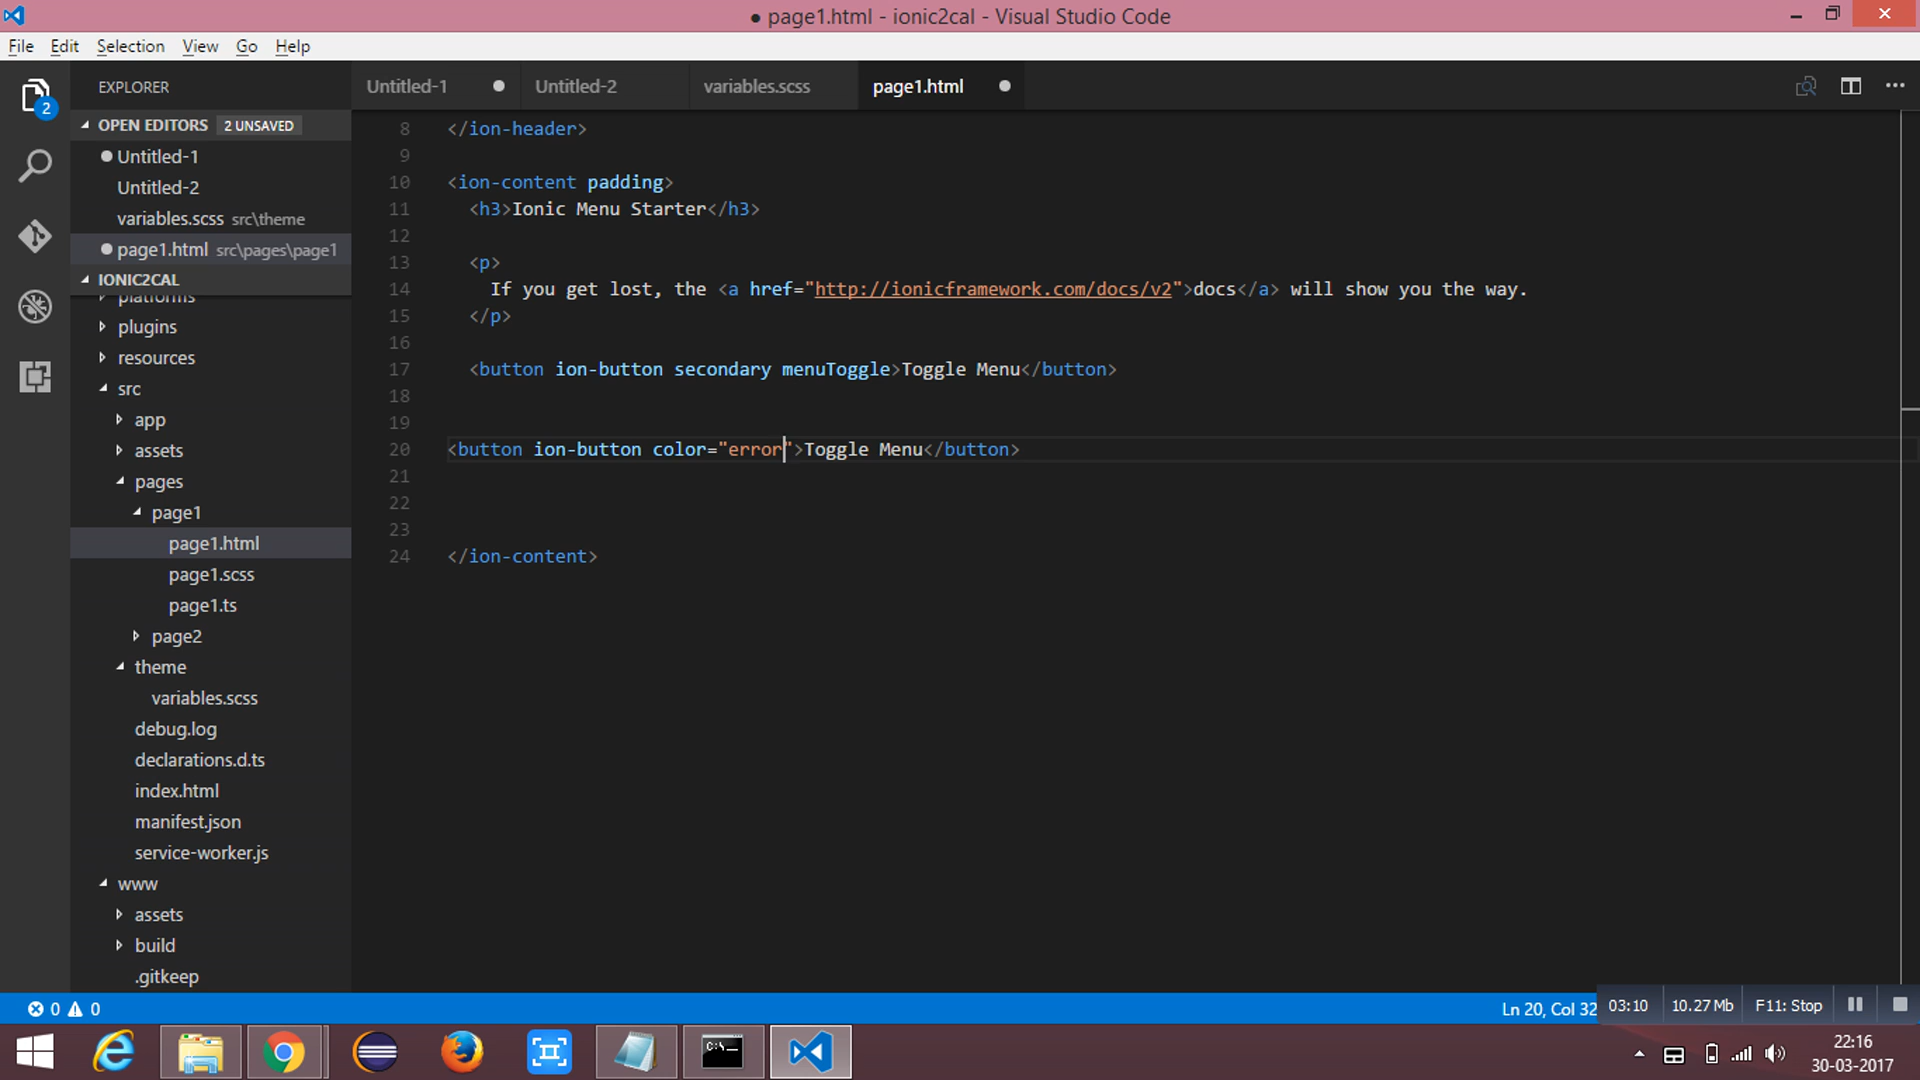 ● page1.html - ionic2cal - Visual Studio Code
File Edit Selection View Go Help
EXPLORER
Untitled-1 Untitled-2 variables.scss page1.html
2
OPEN EDITORS 2 UNSAVED
Untitled-1
Untitled-2
variables.scss src\theme
page1.html src\pages\page1
IONIC2CAL
platforms
plugins
resources
src
app
assets
pages
page1
page1.html
page1.scss
page1.ts
page2
theme
variables.scss
debug.log
declarations.d.ts
index.html
manifest.json
service-worker.js
www
assets
build
.gitkeep
8 </ion-header>
9
10 <ion-content padding>
11 <h3>Ionic Menu Starter</h3>
12
13 <p>
14 If you get lost, the <a href="http://ionicframework.com/docs/v2">docs</a> will show you the way.
15 </p>
16
17 <button ion-button secondary menuToggle>Toggle Menu</button>
18
19
20 <button ion-button color="error">Toggle Menu</button>
21
22
23
24 </ion-content>
0 0
Ln 20, Col 32
03:10 10.27 Mb F11: Stop
C:\
22:16
30-03-2017